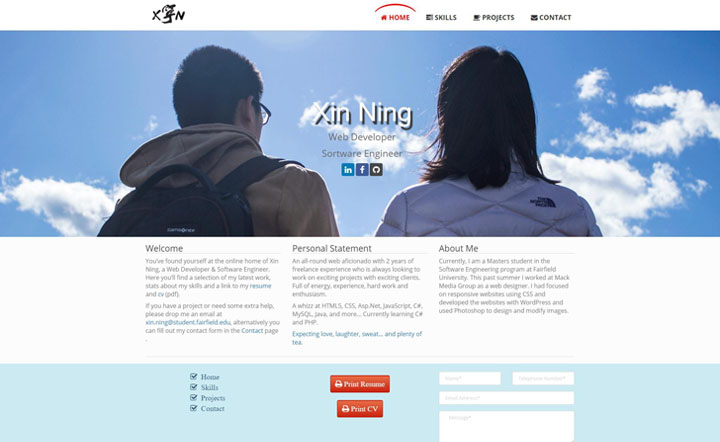 X N
HOME SKILLS PROJECTS CONTACT
Xin Ning
Web Developer
Sortware Engineer
THE NORTH FACE
Welcome
You've found yourself at the online home of Xin
Ning, a Web Developer & Software Engineer.
Here you'll find a selection of my latest work,
stats about my skills and a link to my resume
and cv (pdf).
If you have a project or need some extra help,
please drop me an email at
xin.ning@student.fairfield.edu, alternatively you
can fill out my contact form in the Contact page
.
Personal Statement
An all-round web aficionado with 2 years of
freelance experience who is always looking to
work on exciting projects with exciting clients.
Full of energy, experience, hard work and
enthusiasm.
A whizz at HTML5, CSS, Asp.Net, JavaScript, C#,
MySQL, Java, and more... Currently learning C#
and PHP.
Expecting love, laughter, sweat... and plenty of
tea.
About Me
Currently, I am a Masters student in the
Software Engineering program at Fairfield
University. This past summer I worked at Mack
Media Group as a web designer. I had focused
on responsive websites using CSS and
developed the websites with WordPress and
used Photoshop to design and modify images.
Home
Skills
Projects
Contact
Print Resume
Print CV
Name*
Telephone Number*
Email Address*
Message*